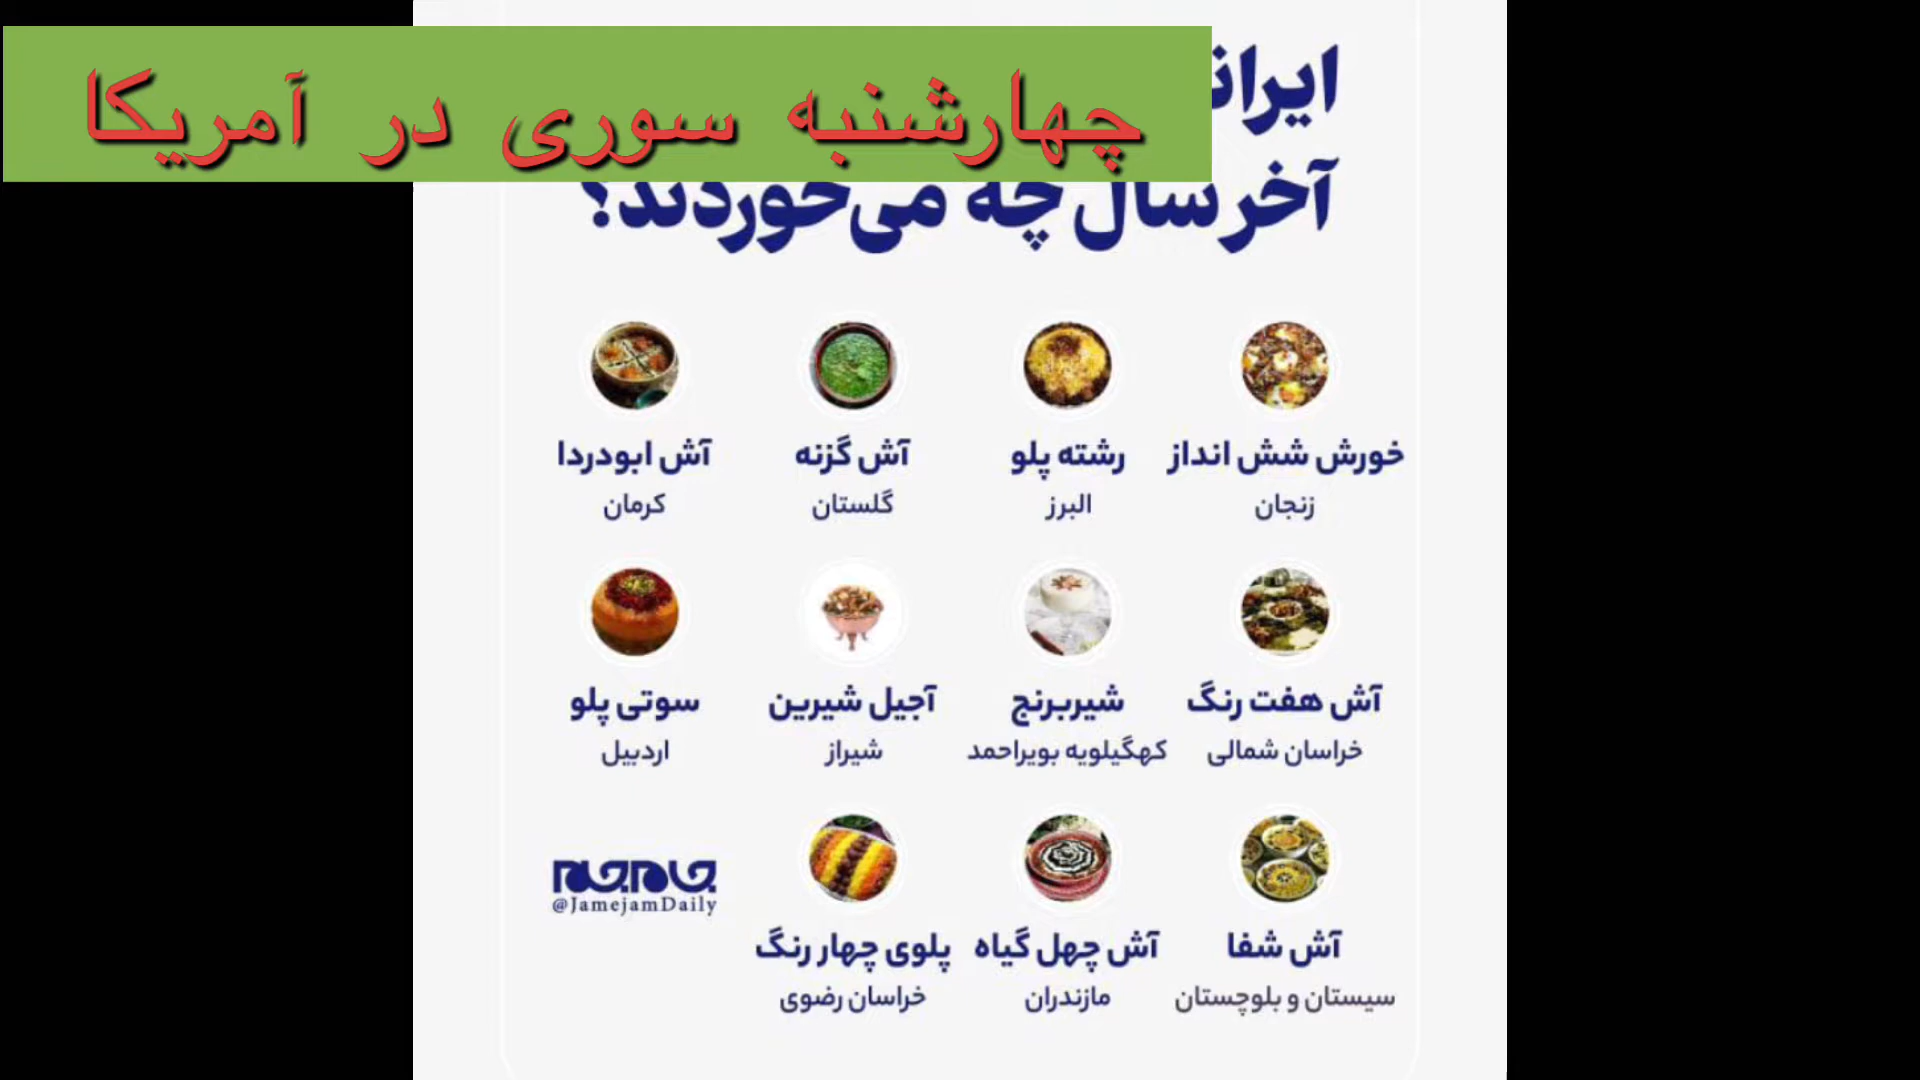 چهارشنبه سوری در آمریکا
آخر سال چه می‌خوردند؟
خورش شش انداز
زنجان
رشته پلو
البرز
آش گزنه
گلستان
آش ابودردا
کرمان
آش هفت رنگ
خراسان شمالی
شیربرنج
کهگیلویه بویراحمد
آجیل شیرین
شیراز
سوتی پلو
اردبیل
آش شفا
سیستان و بلوچستان
آش چهل گیاه
مازندران
پلوی چهار رنگ
خراسان رضوی
جام‌جم
@JamejamDaily